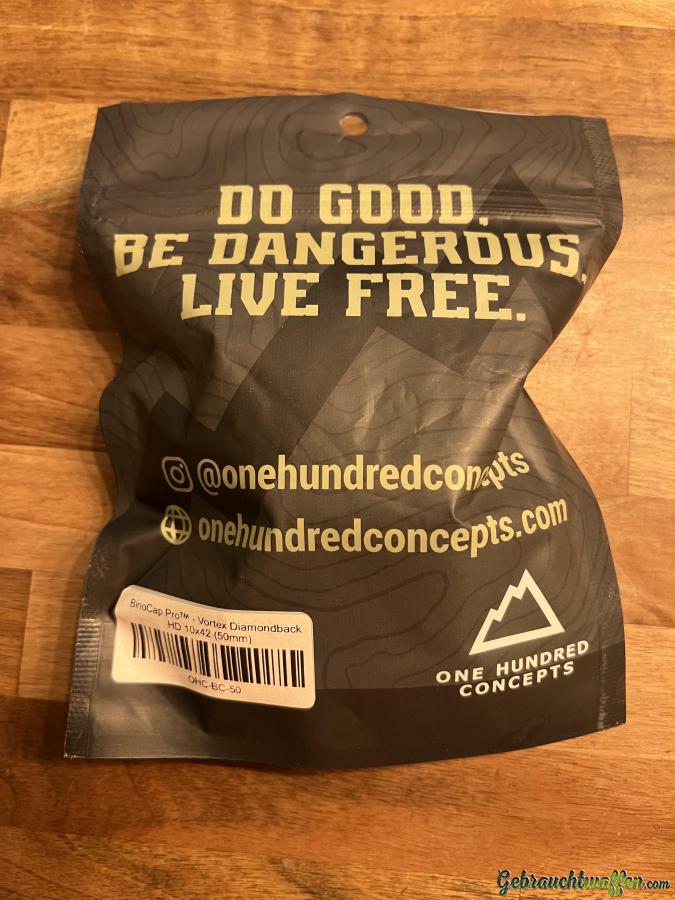 DO GOOD.
BE DANGEROUS.
LIVE FREE.
@onehundredconcepts
onehundredconcepts.com
BinoCap Pro™ - Vortex Diamondback
HD 10x42 (50mm)
OHC-BC-50
ONE HUNDRED
CONCEPTS
Gebrauchtwaffen.com